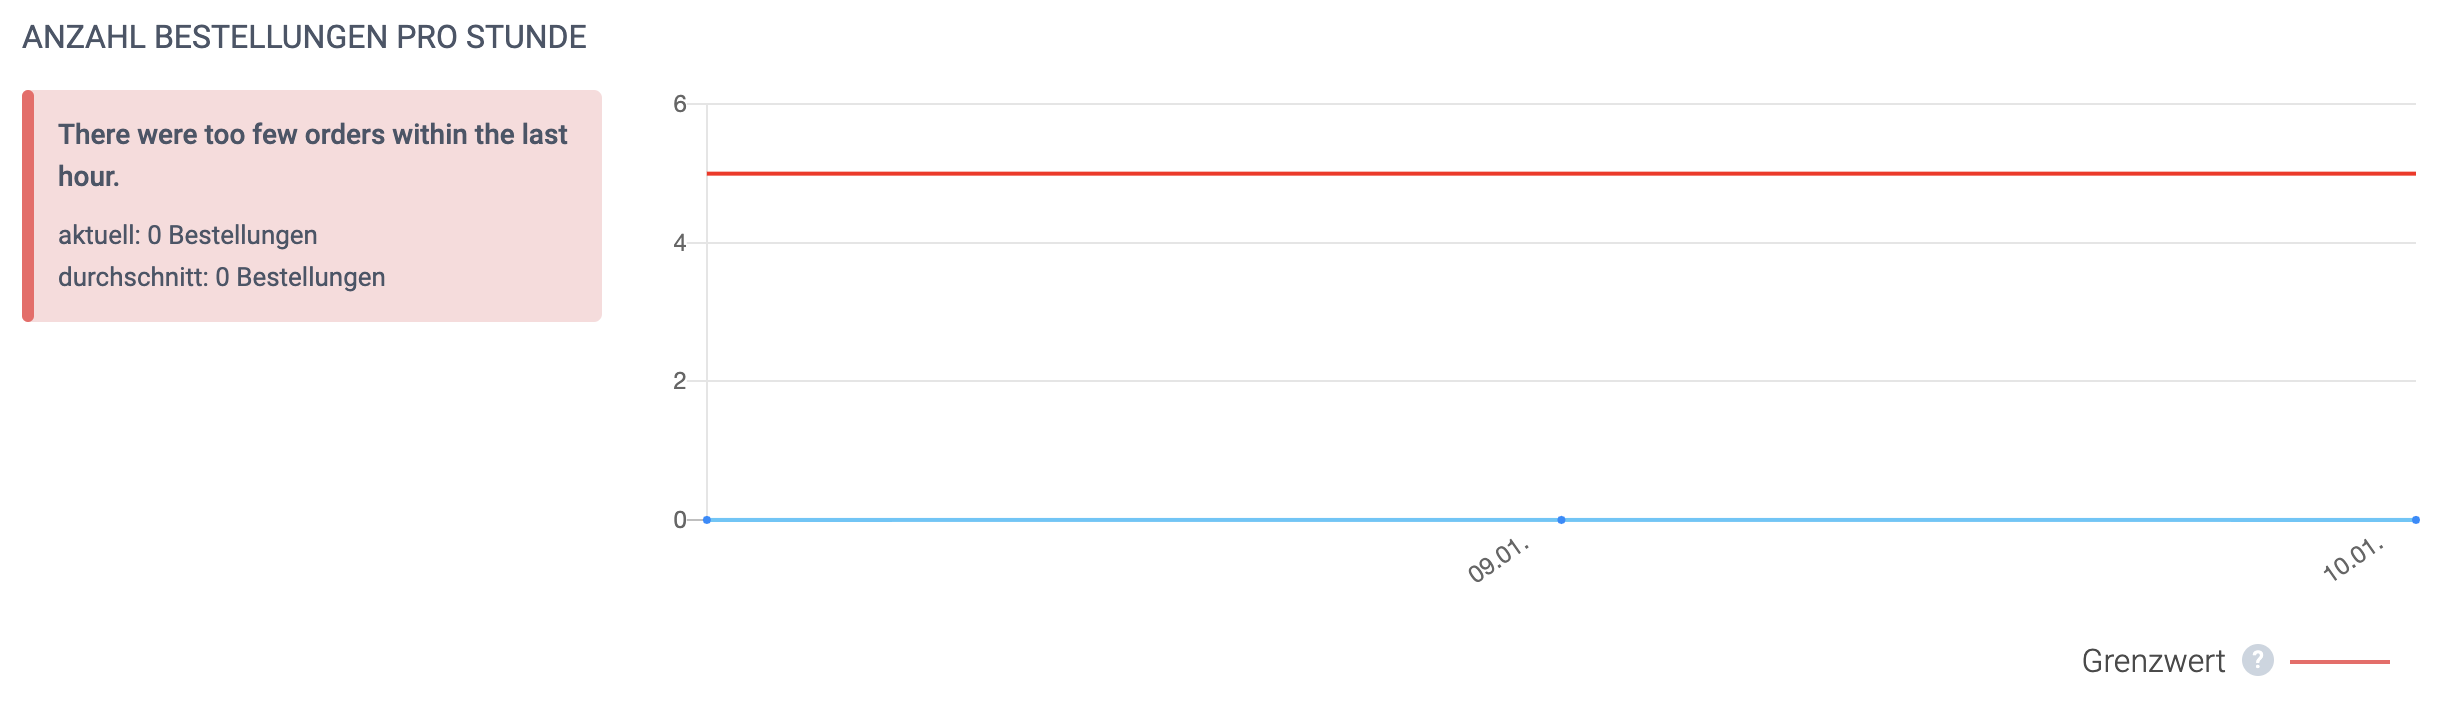 ANZAHL BESTELLUNGEN PRO STUNDE
There were too few orders within the last
hour.
aktuell: 0 Bestellungen
durchschnitt: 0 Bestellungen
6
4
2
0
09.01.
10.01.
Grenzwert ?